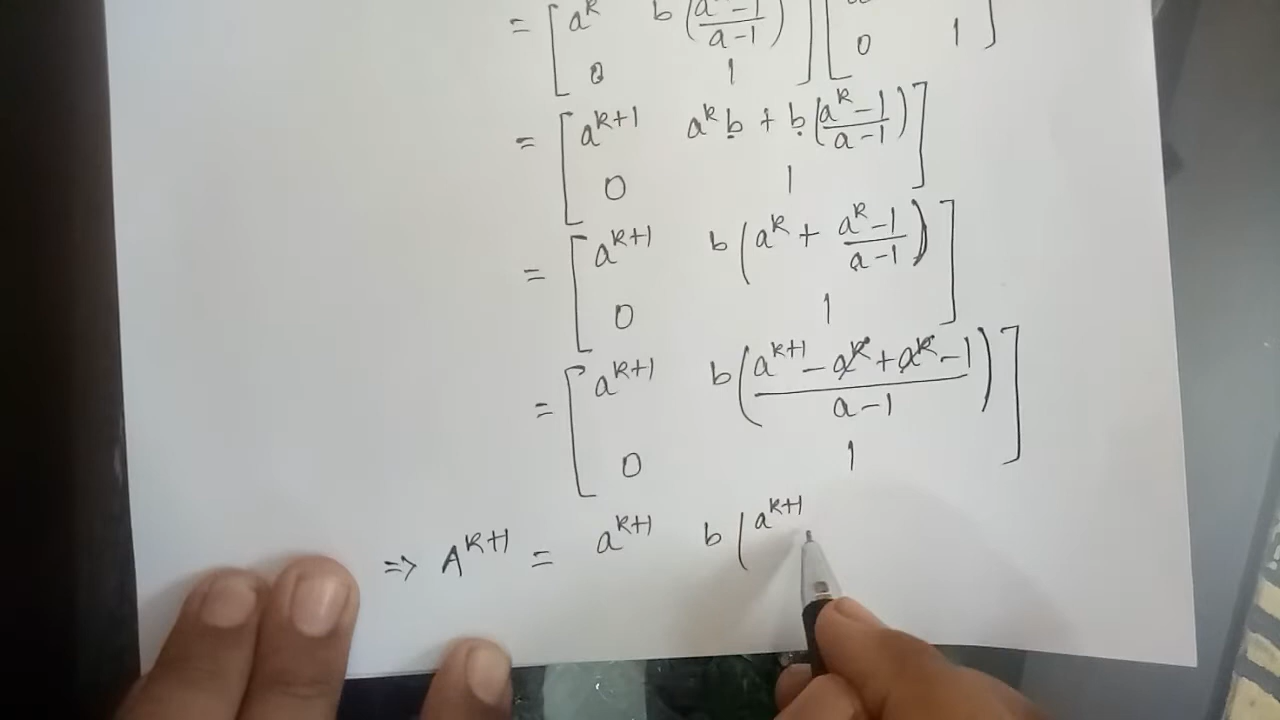 = [ a^k b( /a-1) ] [
0 1 0 1 ]
= [ a^{k+1} a^k b + b(a^k-1/a-1) ]
0 1
= [ a^{k+1} b(a^k + a^k-1/a-1) ]
0 1
= [ a^{k+1} b(a^{k+1} - a^k + a^k - 1/a-1) ]
0 1
=> A^{k+1} = a^{k+1} b(a^{k+1}